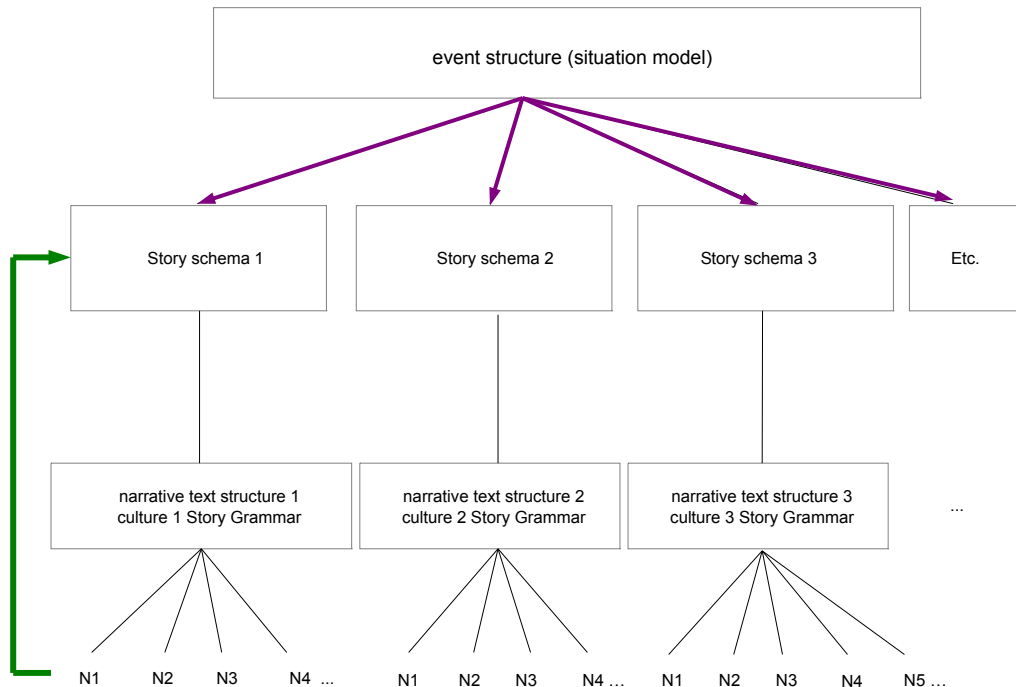 event structure (situation model)
Story schema 1
Story schema 2
Story schema 3
Etc.
narrative text structure 1
culture 1 Story Grammar
narrative text structure 2
culture 2 Story Grammar
narrative text structure 3
culture 3 Story Grammar
...
N1 N2 N3 N4 ...
N1 N2 N3 N4 …
N1 N2 N3 N4 N5 …